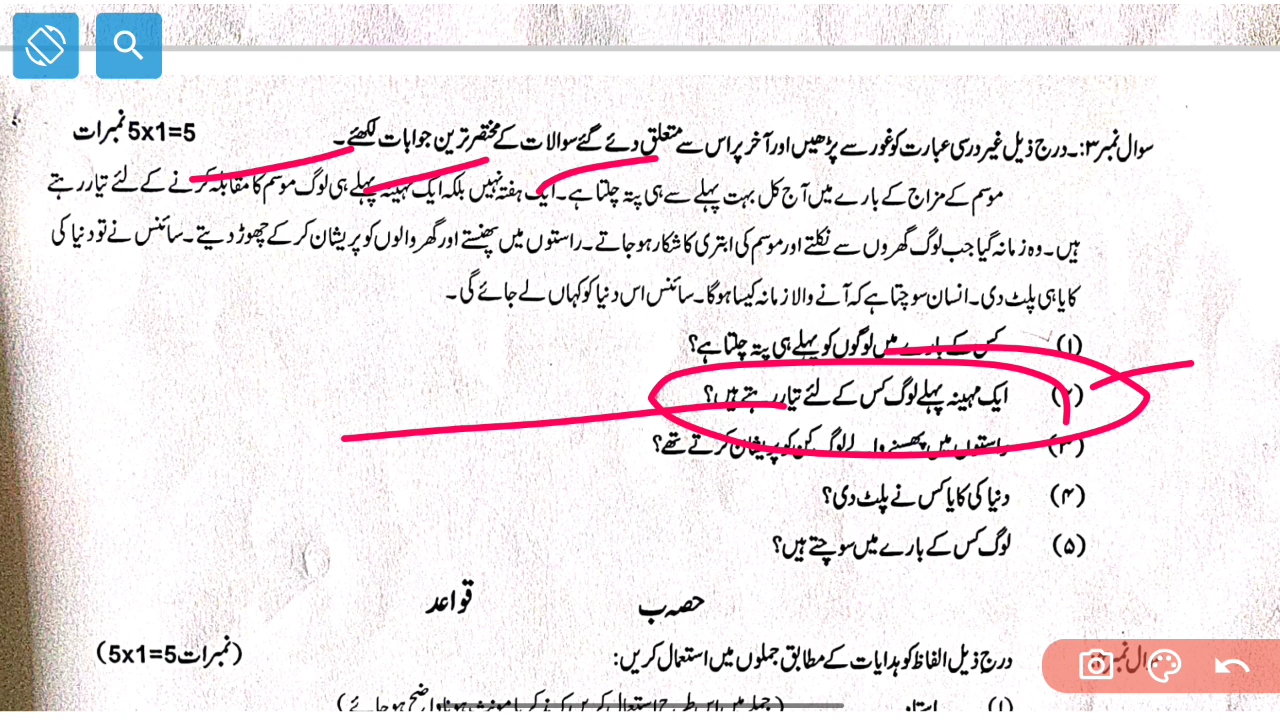 سوال نمبر ۳:۔ درج ذیل غیر درسی عبارت کو غور سے پڑھیں اور آخر پر اس سے متعلق دئے گئے سوالات کے مختصر ترین جوابات لکھئے۔ 5x1=5 نمبرات
موسم کے مزاج کے بارے میں آج کل بہت پہلے سے ہی پتہ چلتا ہے۔ ایک ہفتہ نہیں بلکہ ایک مہینہ پہلے ہی لوگ موسم کا مقابلہ کرنے کے لئے تیار رہتے
ہیں۔ وہ زمانہ گیا جب لوگ گھروں سے نکلتے اور موسم کی ابتری کا شکار ہو جاتے۔ راستوں میں پھنستے اور گھر والوں کو پریشان کر کے چھوڑ دیتے۔ سائنس نے تو دنیا کی
کایا ہی پلٹ دی۔ انسان سوچتا ہے کہ آنے والا زمانہ کیسا ہوگا۔ سائنس اس دنیا کو کہاں لے جائے گی۔
(۱) کس کے بارے میں لوگوں کو پہلے ہی پتہ چلتا ہے؟
(۲) ایک مہینہ پہلے لوگ کس کے لئے تیار رہتے ہیں؟
(۳) راستوں میں پھسنے والے لوگ کن کو پریشان کرتے تھے؟
(۴) دنیا کی کایا کس نے پلٹ دی؟
(۵) لوگ کس کے بارے میں سوچتے ہیں؟
حصہ ب قواعد
درج ذیل الفاظ کو ہدایات کے مطابق جملوں میں استعمال کریں: (نمبرات 5x1=5)
(۱)